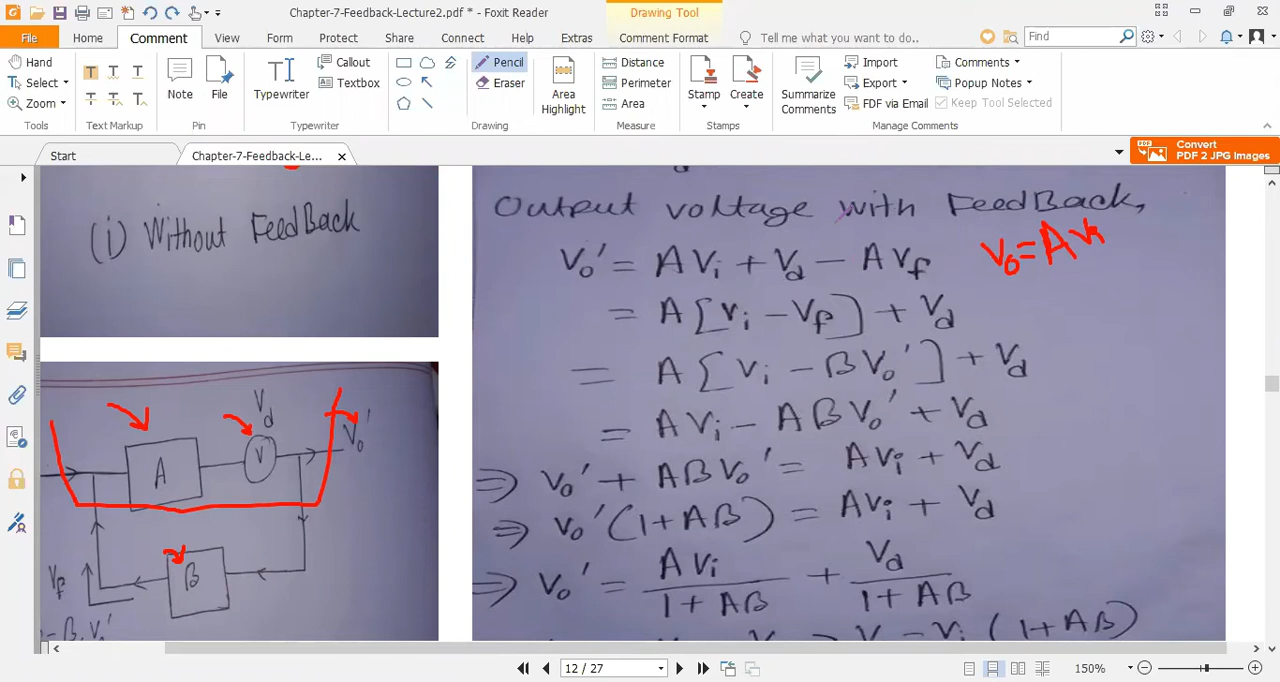 Chapter-7-Feedback-Lecture2.pdf * - Foxit Reader
Drawing Tool
File Home Comment View Form Protect Share Connect Help Extras Comment Format
Tell me what you want to do..
Find
Hand
Select
Zoom
Tools
Text Markup
Note
File
Pin
Typewriter
Callout
Textbox
Typewriter
Pencil
Eraser
Drawing
Area Highlight
Distance
Perimeter
Area
Measure
Stamp
Create
Stamps
Summarize Comments
Import
Export
FDF via Email
Comments
Popup Notes
Keep Tool Selected
Manage Comments
Start
Chapter-7-Feedback-Le...
Convert
PDF 2 JPG Images
(i) Without FeedBack
Vd
V
Vo'
A
B
Vf
Output voltage with FeedBack,
Vo = AV
Vo' = AVi + Vd - AVf
= A[Vi - Vf] + Vd
= A[Vi - BVo'] + Vd
= AVi - ABVo' + Vd
⇒ Vo' + ABVo' = AVi + Vd
⇒ Vo'(1+AB) = AVi + Vd
⇒ Vo' = AVi / 1+AB + Vd / 1+AB
(1+AB)
12 / 27
150%